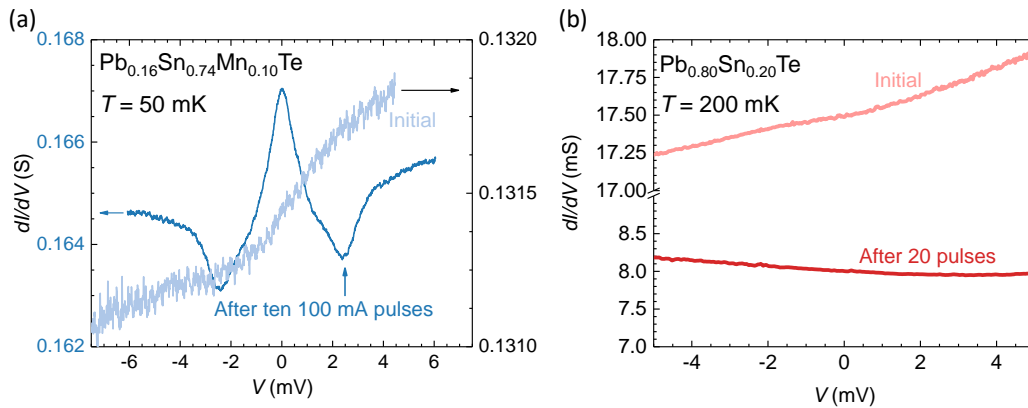 (a)
Pb0.16Sn0.74Mn0.10Te
T = 50 mK
Initial
After ten 100 mA pulses
0.168
0.166
0.164
0.162
dI/dV (S)
0.1320
0.1315
0.1310
-6 -4 -2 0 2 4 6
V (mV)
(b)
Pb0.80Sn0.20Te
T = 200 mK
Initial
After 20 pulses
18.00
17.75
17.50
17.25
17.00
8.5
8.0
7.5
7.0
dI/dV (mS)
-4 -2 0 2 4
V (mV)